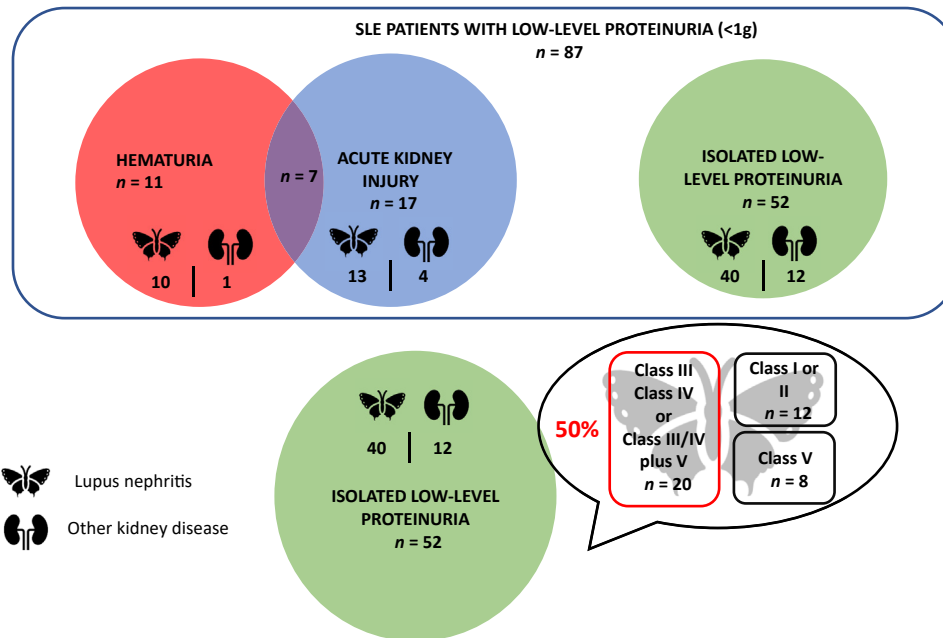 SLE PATIENTS WITH LOW-LEVEL PROTEINURIA (<1g)
n = 87
HEMATURIA
n = 11
10
1
n = 7
ACUTE KIDNEY
INJURY
n = 17
13
4
ISOLATED LOW-
LEVEL PROTEINURIA
n = 52
40
12
40
12
ISOLATED LOW-LEVEL
PROTEINURIA
n = 52
50%
Class III
Class IV
or
Class III/IV
plus V
n = 20
Class I or
II
n = 12
Class V
n = 8
Lupus nephritis
Other kidney disease